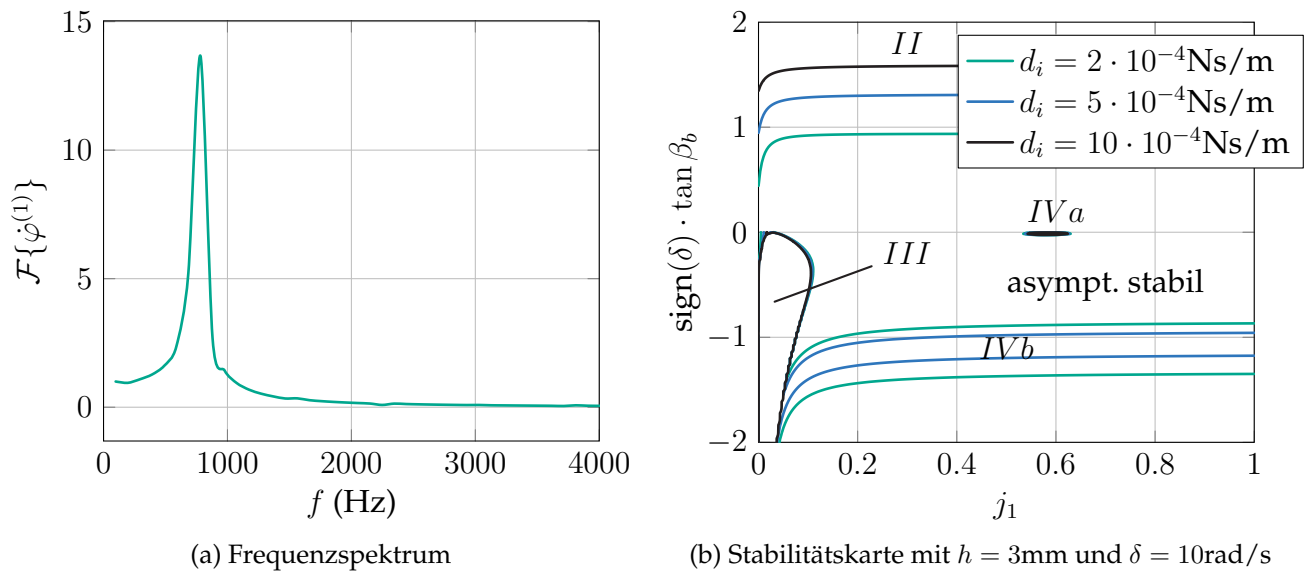 15
10
5
0
0
1000
2000
3000
4000
f (Hz)
F{φ̇⁽¹⁾}
(a) Frequenzspektrum
2
1
0
−1
−2
0
0.2
0.4
0.6
0.8
1
j₁
sign(δ) · tan β_b
II
d_i = 2 · 10⁻⁴Ns/m
d_i = 5 · 10⁻⁴Ns/m
d_i = 10 · 10⁻⁴Ns/m
IVa
III
asympt. stabil
IVb
(b) Stabilitätskarte mit h = 3mm und δ = 10rad/s